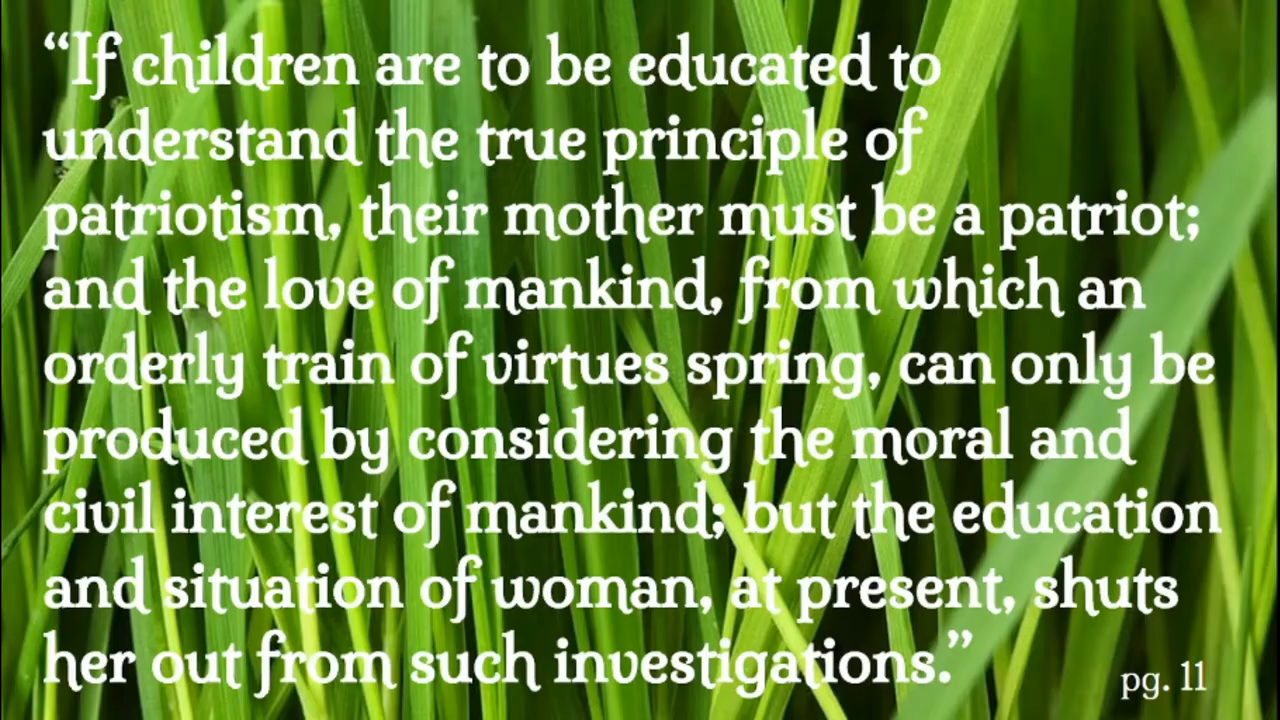 “If children are to be educated to
understand the true principle of
patriotism, their mother must be a patriot;
and the love of mankind, from which an
orderly train of virtues spring, can only be
produced by considering the moral and
civil interest of mankind; but the education
and situation of woman, at present, shuts
her out from such investigations.”
pg. 11